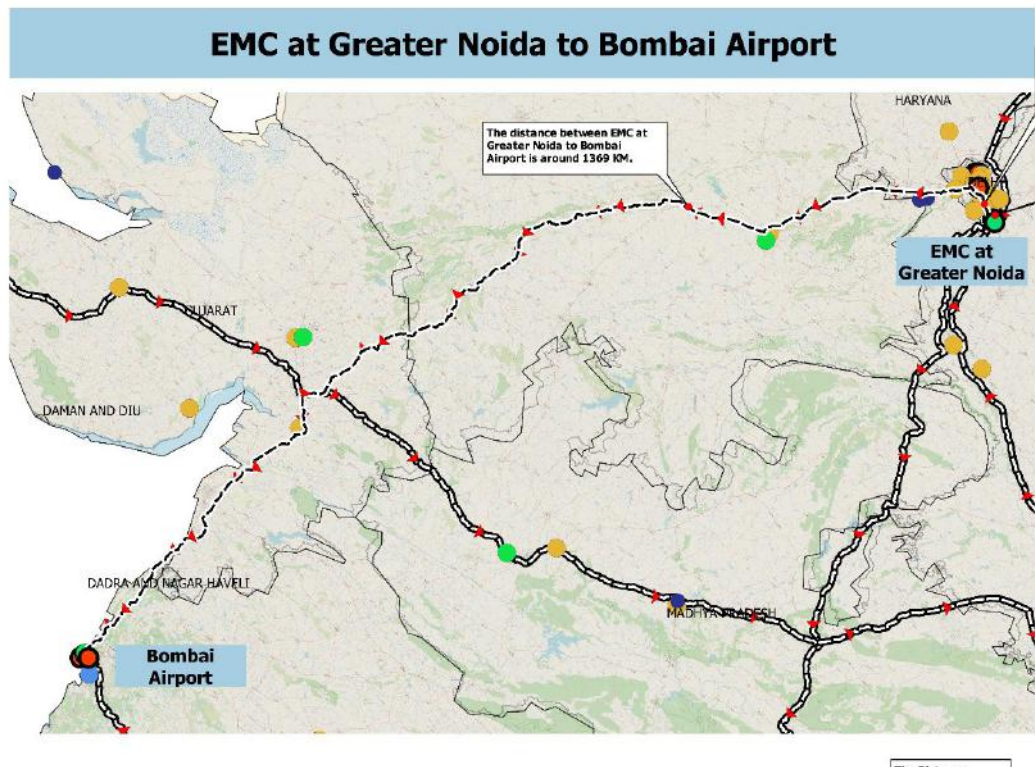 EMC at Greater Noida to Bombai Airport
HARYANA
The distance between EMC at
Greater Noida to Bombai
Airport is around 1369 KM.
EMC at
Greater Noida
DAMAN AND DIU
DADRA AND NAGAR HAVELI
MADHYA PRADESH
Bombai
Airport